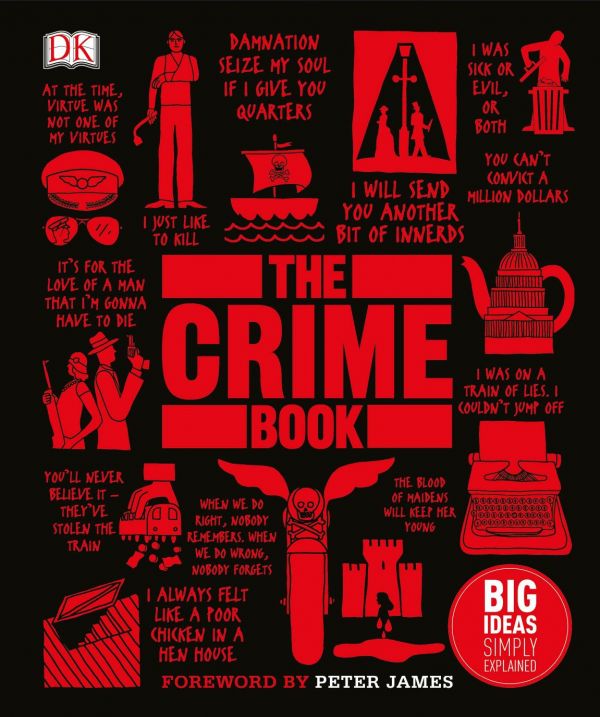 DK
AT THE TIME,
VIRTUE WAS
NOT ONE OF
MY VIRTUES
DAMNATION
SEIZE MY SOUL
IF I GIVE YOU
QUARTERS
I WAS
SICK OR
EVIL,
OR
BOTH
YOU CAN'T
CONVICT A
MILLION DOLLARS
I JUST LIKE
TO KILL
I WILL SEND
YOU ANOTHER
BIT OF INNERDS
IT'S FOR THE
LOVE OF A MAN
THAT I'M GONNA
HAVE TO DIE
THE
CRIME
BOOK
I WAS ON A
TRAIN OF LIES. I
COULDN'T JUMP OFF
YOU'LL NEVER
BELIEVE IT –
THEY'VE
STOLEN THE
TRAIN
WHEN WE DO
RIGHT, NOBODY
REMEMBERS. WHEN
WE DO WRONG,
NOBODY FORGETS
THE BLOOD
OF MAIDENS
WILL KEEP HER
YOUNG
I ALWAYS FELT
LIKE A POOR
CHICKEN IN A
HEN HOUSE
BIG
IDEAS
SIMPLY
EXPLAINED
FOREWORD BY PETER JAMES